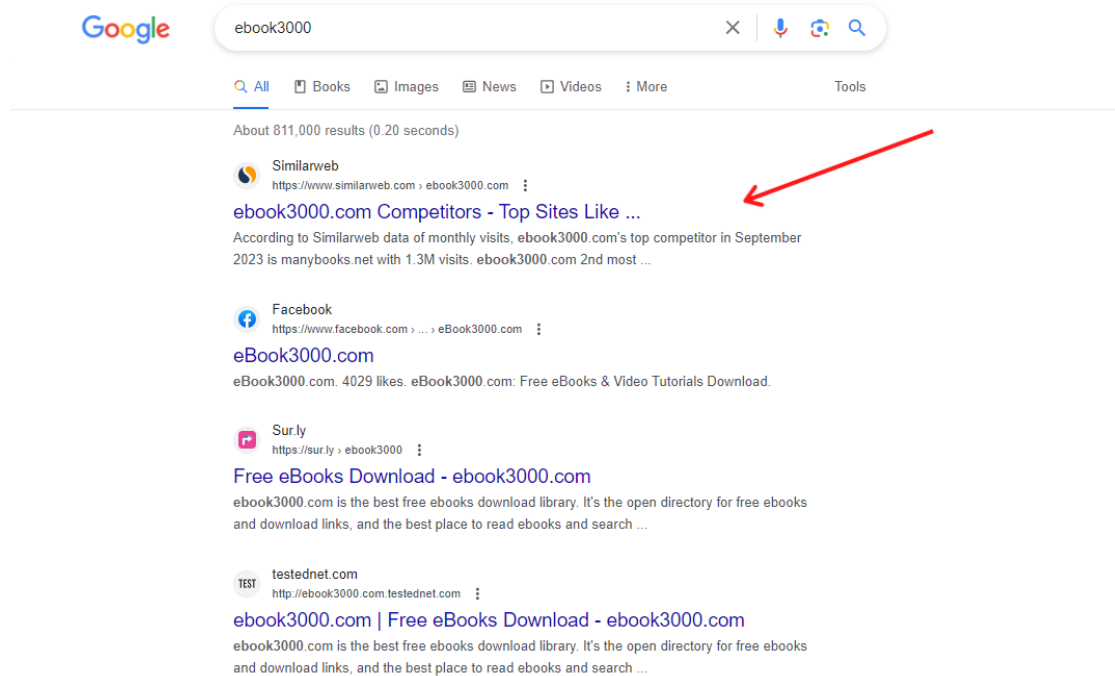 Google
ebook3000
All Books Images News Videos More Tools
About 811,000 results (0.20 seconds)
Similarweb
https://www.similarweb.com › ebook3000.com
ebook3000.com Competitors - Top Sites Like ...
According to Similarweb data of monthly visits, ebook3000.com's top competitor in September
2023 is manybooks.net with 1.3M visits. ebook3000.com 2nd most ...
Facebook
https://www.facebook.com › ... › eBook3000.com
eBook3000.com
eBook3000.com. 4029 likes. eBook3000.com: Free eBooks & Video Tutorials Download.
Sur.ly
https://sur.ly › ebook3000
Free eBooks Download - ebook3000.com
ebook3000.com is the best free ebooks download library. It's the open directory for free ebooks
and download links, and the best place to read ebooks and search ...
TEST
testednet.com
http://ebook3000.com.testednet.com
ebook3000.com | Free eBooks Download - ebook3000.com
ebook3000.com is the best free ebooks download library. It's the open directory for free ebooks
and download links, and the best place to read ebooks and search ...